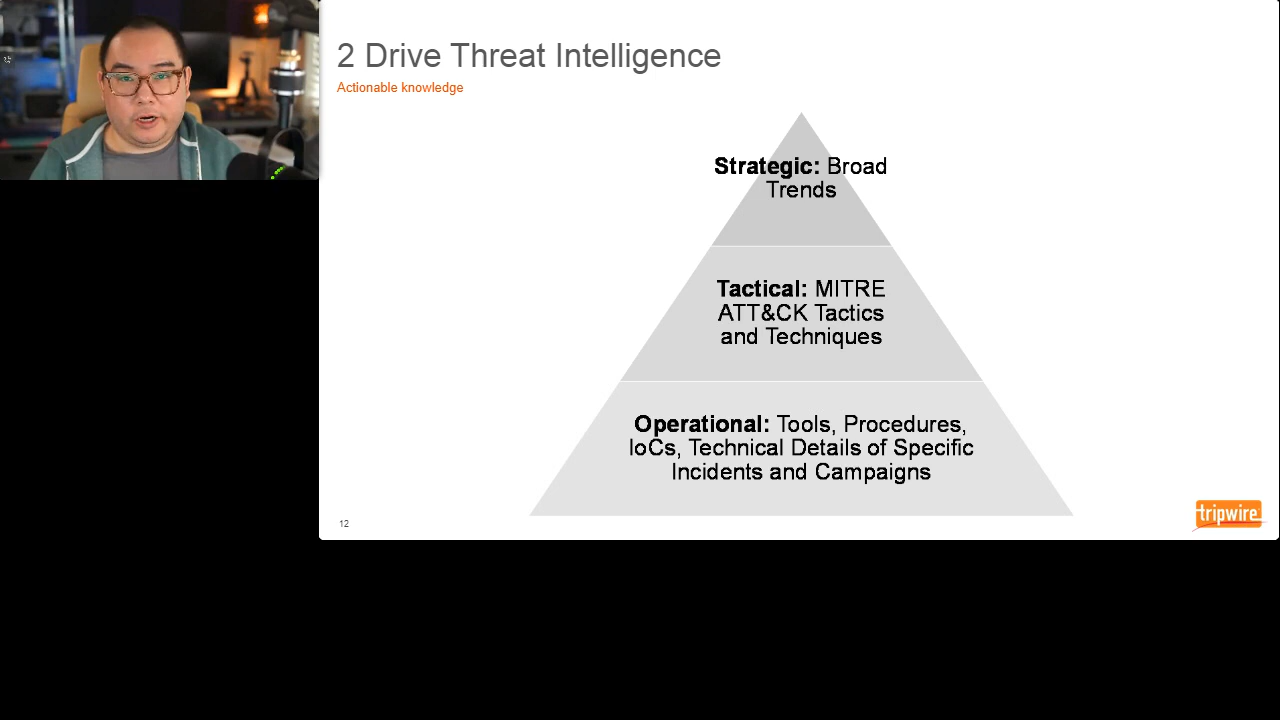 2 Drive Threat Intelligence
Actionable knowledge
Strategic: Broad
Trends
Tactical: MITRE
ATT&CK Tactics
and Techniques
Operational: Tools, Procedures,
IoCs, Technical Details of Specific
Incidents and Campaigns
12
tripwire